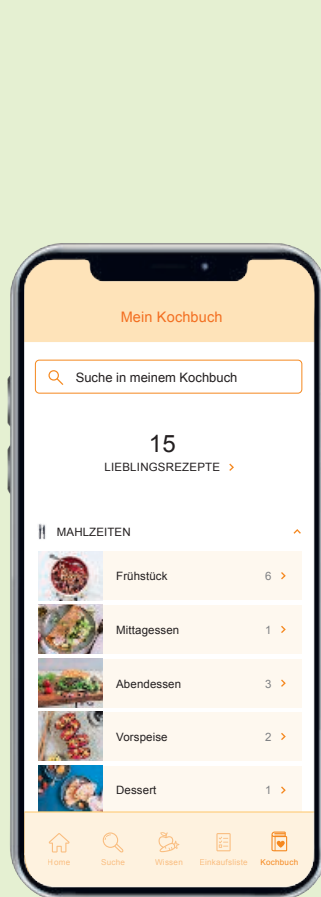 Mein Kochbuch
Suche in meinem Kochbuch
15
LIEBLINGSREZEPTE
MAHLZEITEN
Frühstück 6
Mittagessen 1
Abendessen 3
Vorspeise 2
Dessert 1
Home Suche Wissen Einkaufsliste Kochbuch